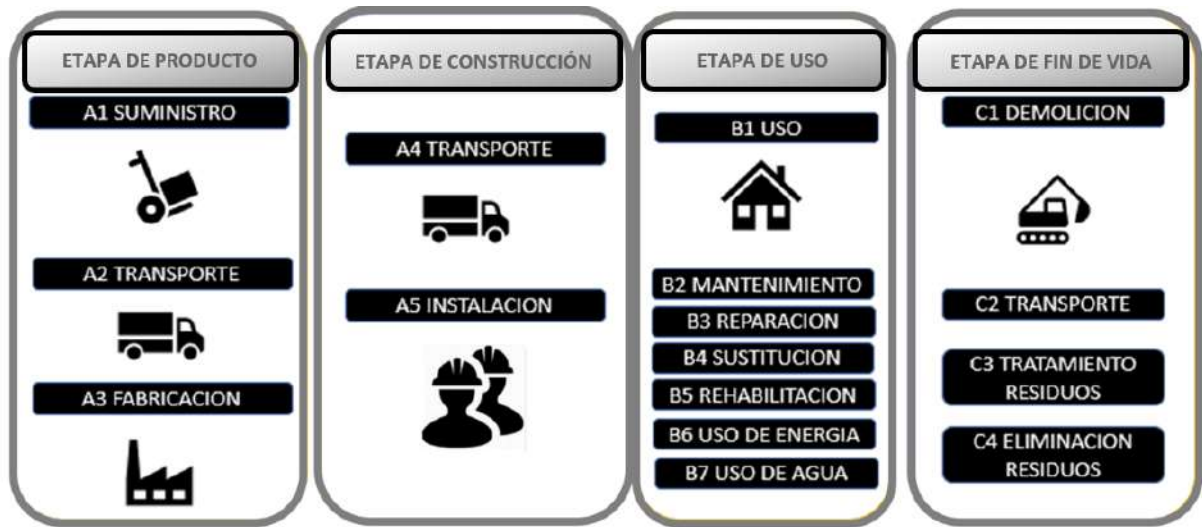 ETAPA DE PRODUCTO
A1 SUMINISTRO
A2 TRANSPORTE
A3 FABRICACION
ETAPA DE CONSTRUCCIÓN
A4 TRANSPORTE
A5 INSTALACION
ETAPA DE USO
B1 USO
B2 MANTENIMIENTO
B3 REPARACION
B4 SUSTITUCION
B5 REHABILITACION
B6 USO DE ENERGIA
B7 USO DE AGUA
ETAPA DE FIN DE VIDA
C1 DEMOLICION
C2 TRANSPORTE
C3 TRATAMIENTO
RESIDUOS
C4 ELIMINACION
RESIDUOS